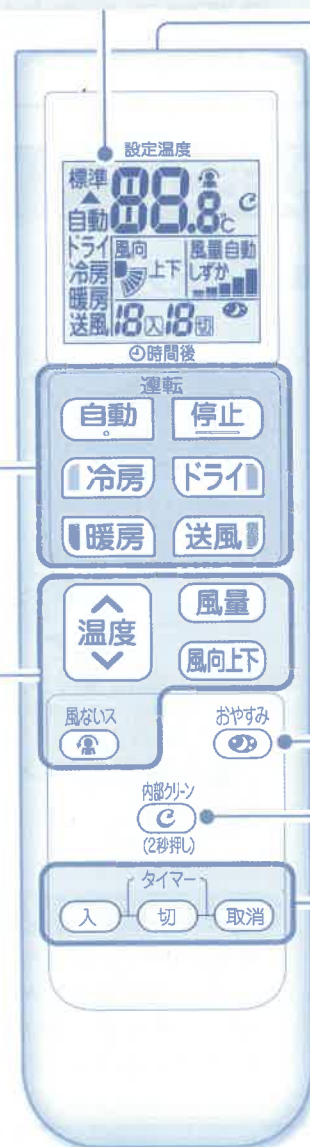 設定温度
標準
自動
ドライ
冷房
暖房
送風
88.8℃
風向
上下
風量自動
しずか
18入18切
時間後
運転
自動
停止
冷房
ドライ
暖房
送風
温度
風量
風向上下
風ないス
おやすみ
内部クリーン
(2秒押し)
タイマー
入
切
取消